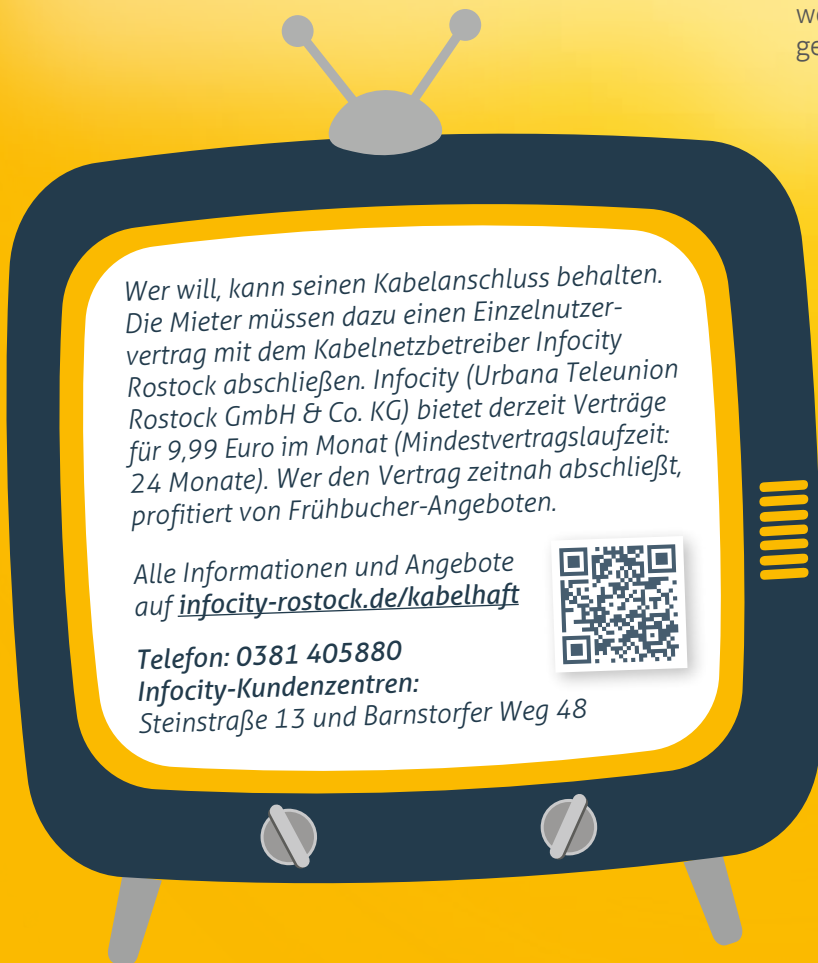 Wer will, kann seinen Kabelanschluss behalten.
Die Mieter müssen dazu einen Einzelnutzer-
vertrag mit dem Kabelnetzbetreiber Infocity
Rostock abschließen. Infocity (Urbana Teleunion
Rostock GmbH & Co. KG) bietet derzeit Verträge
für 9,99 Euro im Monat (Mindestvertragslaufzeit:
24 Monate). Wer den Vertrag zeitnah abschließt,
profitiert von Frühbucher-Angeboten.
Alle Informationen und Angebote
auf infocity-rostock.de/kabelhaft
Telefon: 0381 405880
Infocity-Kundenzentren:
Steinstraße 13 und Barnstorfer Weg 48